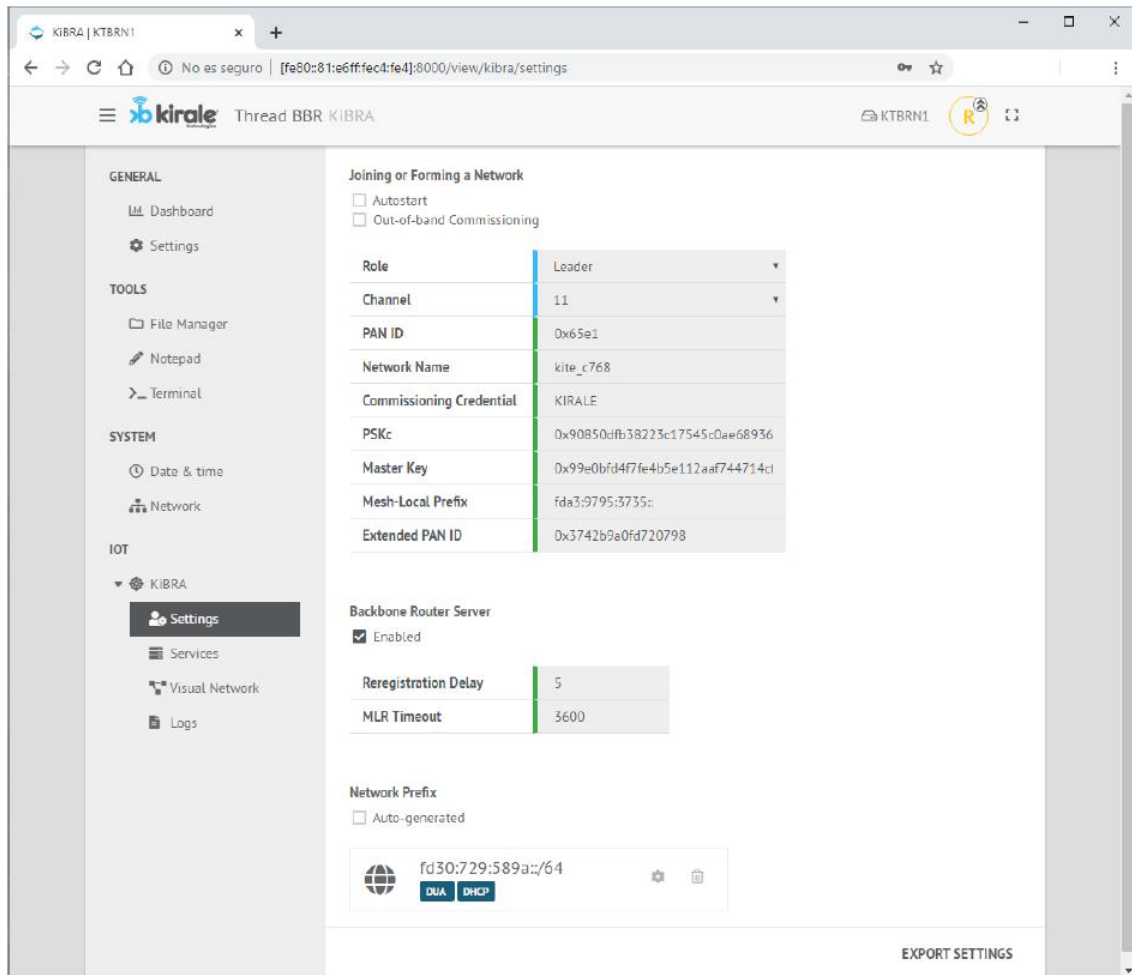 KiBRA | KTBRN1
No es seguro | [fe80::81:e6ff:fec4:fe4]:8000/view/kibra/settings
kirale Thread BBR KiBRA KTBRN1 R
technologies
GENERAL
Dashboard
Settings
TOOLS
File Manager
Notepad
Terminal
SYSTEM
Date & time
Network
IOT
KiBRA
Settings
Services
Visual Network
Logs
Joining or Forming a Network
Autostart
Out-of-band Commissioning
Role Leader
Channel 11
PAN ID 0x65e1
Network Name kite_c768
Commissioning Credential KIRALE
PSKc 0x90850dfb38223c17545c0ae68936
Master Key 0x99e0bfd4f7fe4b5e112aaf744714cf
Mesh-Local Prefix fda3:9795:3735::
Extended PAN ID 0x3742b9a0fd720798
Backbone Router Server
Enabled
Reregistration Delay 5
MLR Timeout 3600
Network Prefix
Auto-generated
fd30:729:589a::/64
DUA DHCP
EXPORT SETTINGS